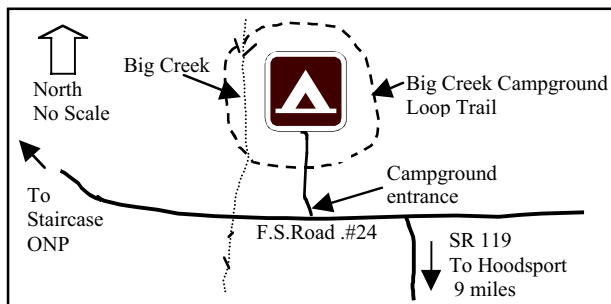 North
No Scale
Big Creek
Big Creek Campground
Loop Trail
To
Staircase
ONP
Campground
entrance
F.S.Road .#24
SR 119
To Hoodsport
9 miles